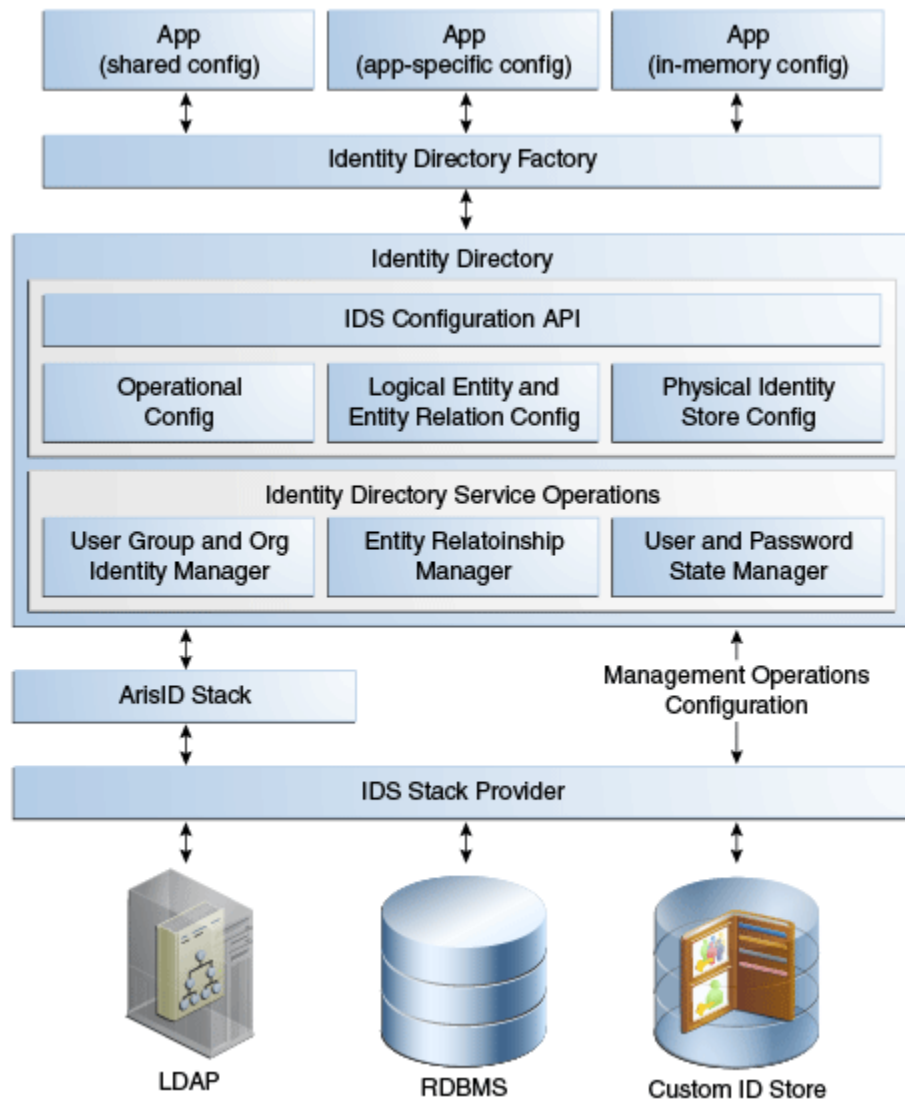 App
(shared config)
App
(app-specific config)
App
(in-memory config)
Identity Directory Factory
Identity Directory
IDS Configuration API
Operational
Config
Logical Entity and
Entity Relation Config
Physical Identity
Store Config
Identity Directory Service Operations
User Group and Org
Identity Manager
Entity Relatoinship
Manager
User and Password
State Manager
ArisID Stack
Management Operations
Configuration
IDS Stack Provider
LDAP
RDBMS
Custom ID Store